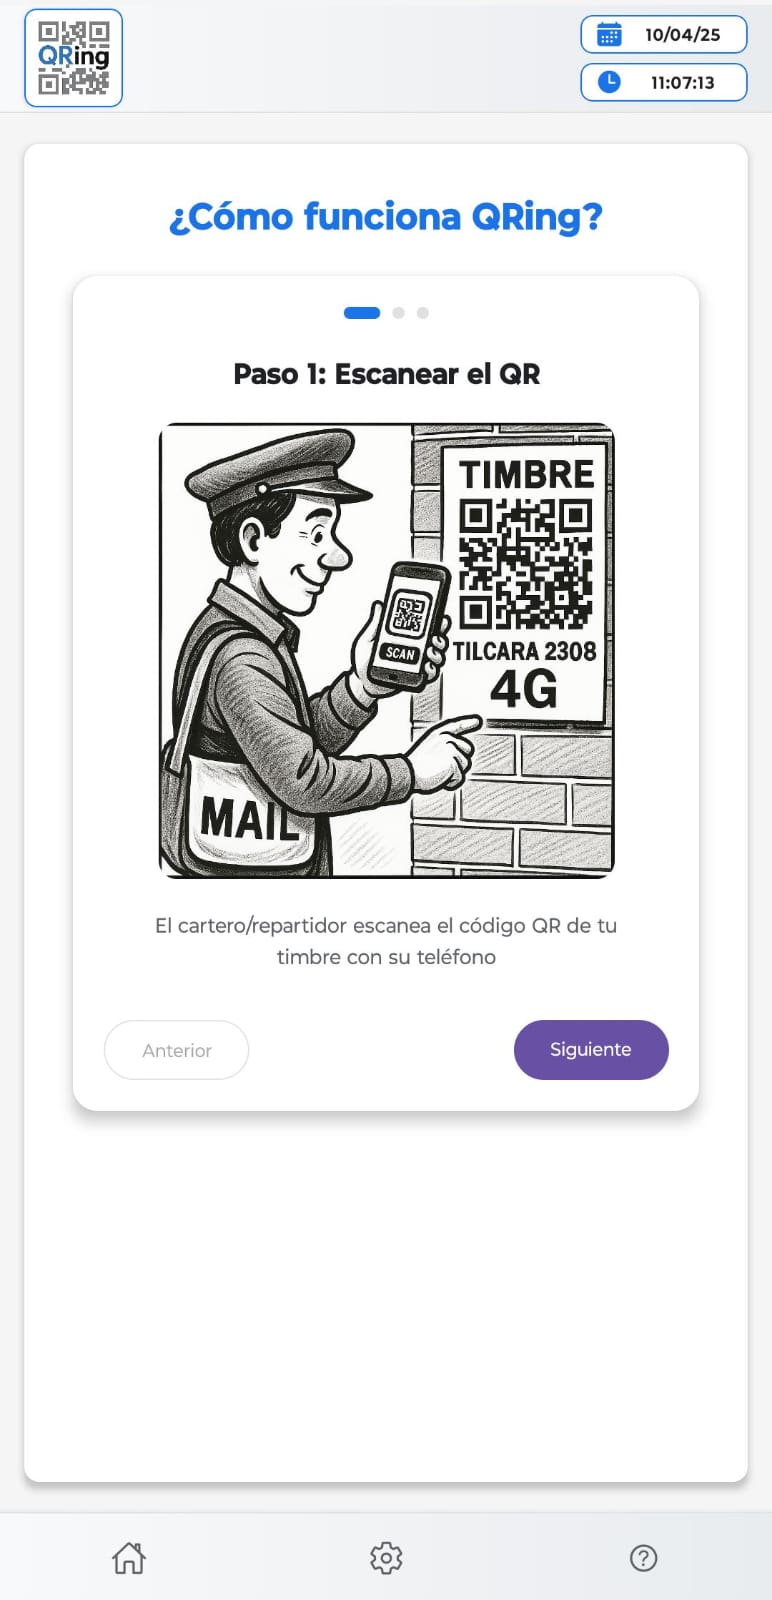 QRing
10/04/25
11:07:13
¿Cómo funciona QRing?
Paso 1: Escanear el QR
TIMBRE
TILCARA 2308
4G
SCAN
MAIL
El cartero/repartidor escanea el código QR de tu
timbre con su teléfono
Anterior
Siguiente